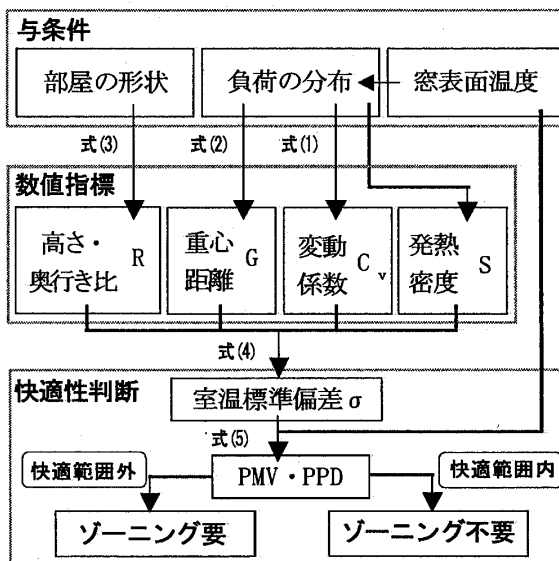 与条件
部屋の形状
負荷の分布
窓表面温度
式(3)
式(2)
式(1)
数値指標
高さ・
奥行き比
R
重心
距離
G
変動
係数
Cv
発熱
密度
S
式(4)
快適性判断
室温標準偏差σ
式(5)
快適範囲外
PMV・PPD
快適範囲内
ゾーニング要
ゾーニング不要